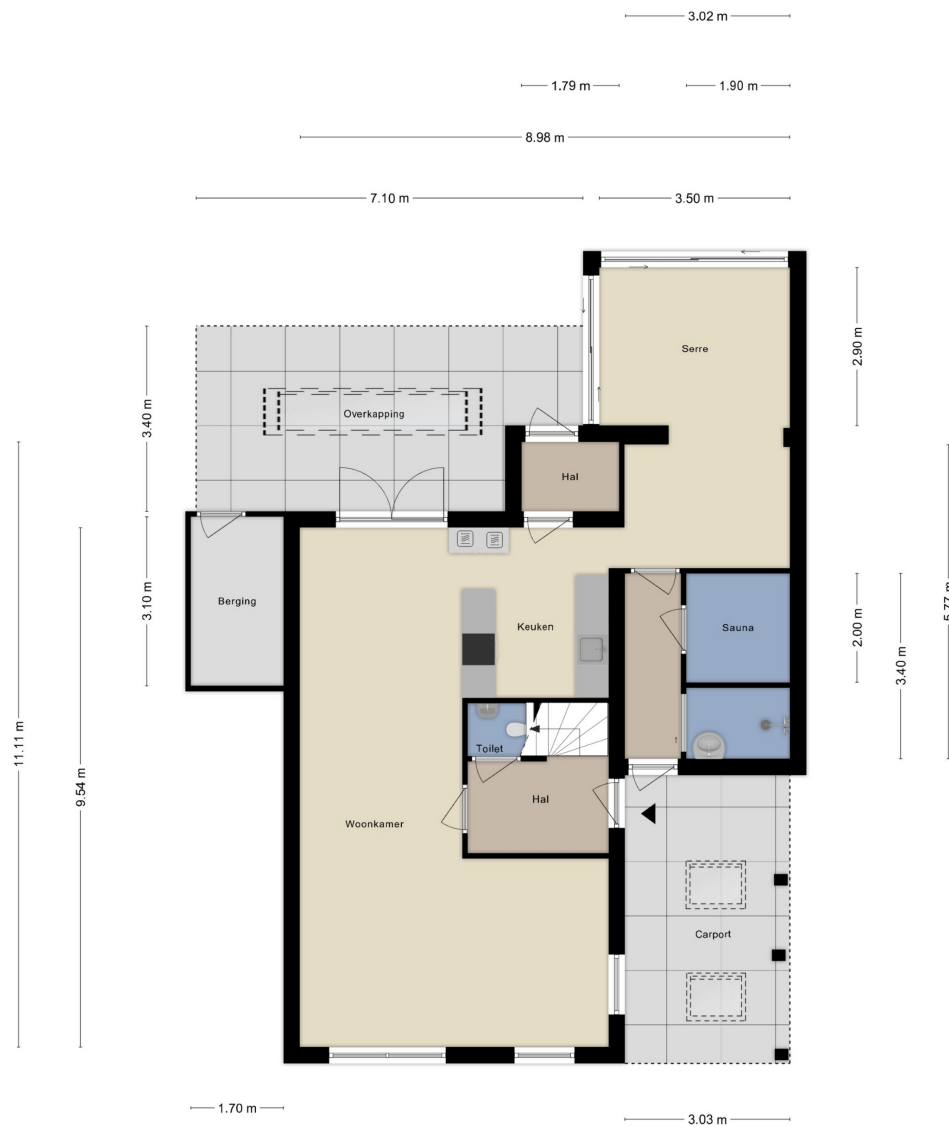 3.02 m
1.79 m
1.90 m
8.98 m
7.10 m
3.50 m
Serre
2.90 m
3.40 m
Overkapping
Hal
11.11 m
9.54 m
3.10 m
Berging
Keuken
Sauna
2.00 m
3.40 m
5.77 m
Toilet
Hal
Woonkamer
Carport
1.70 m
3.03 m